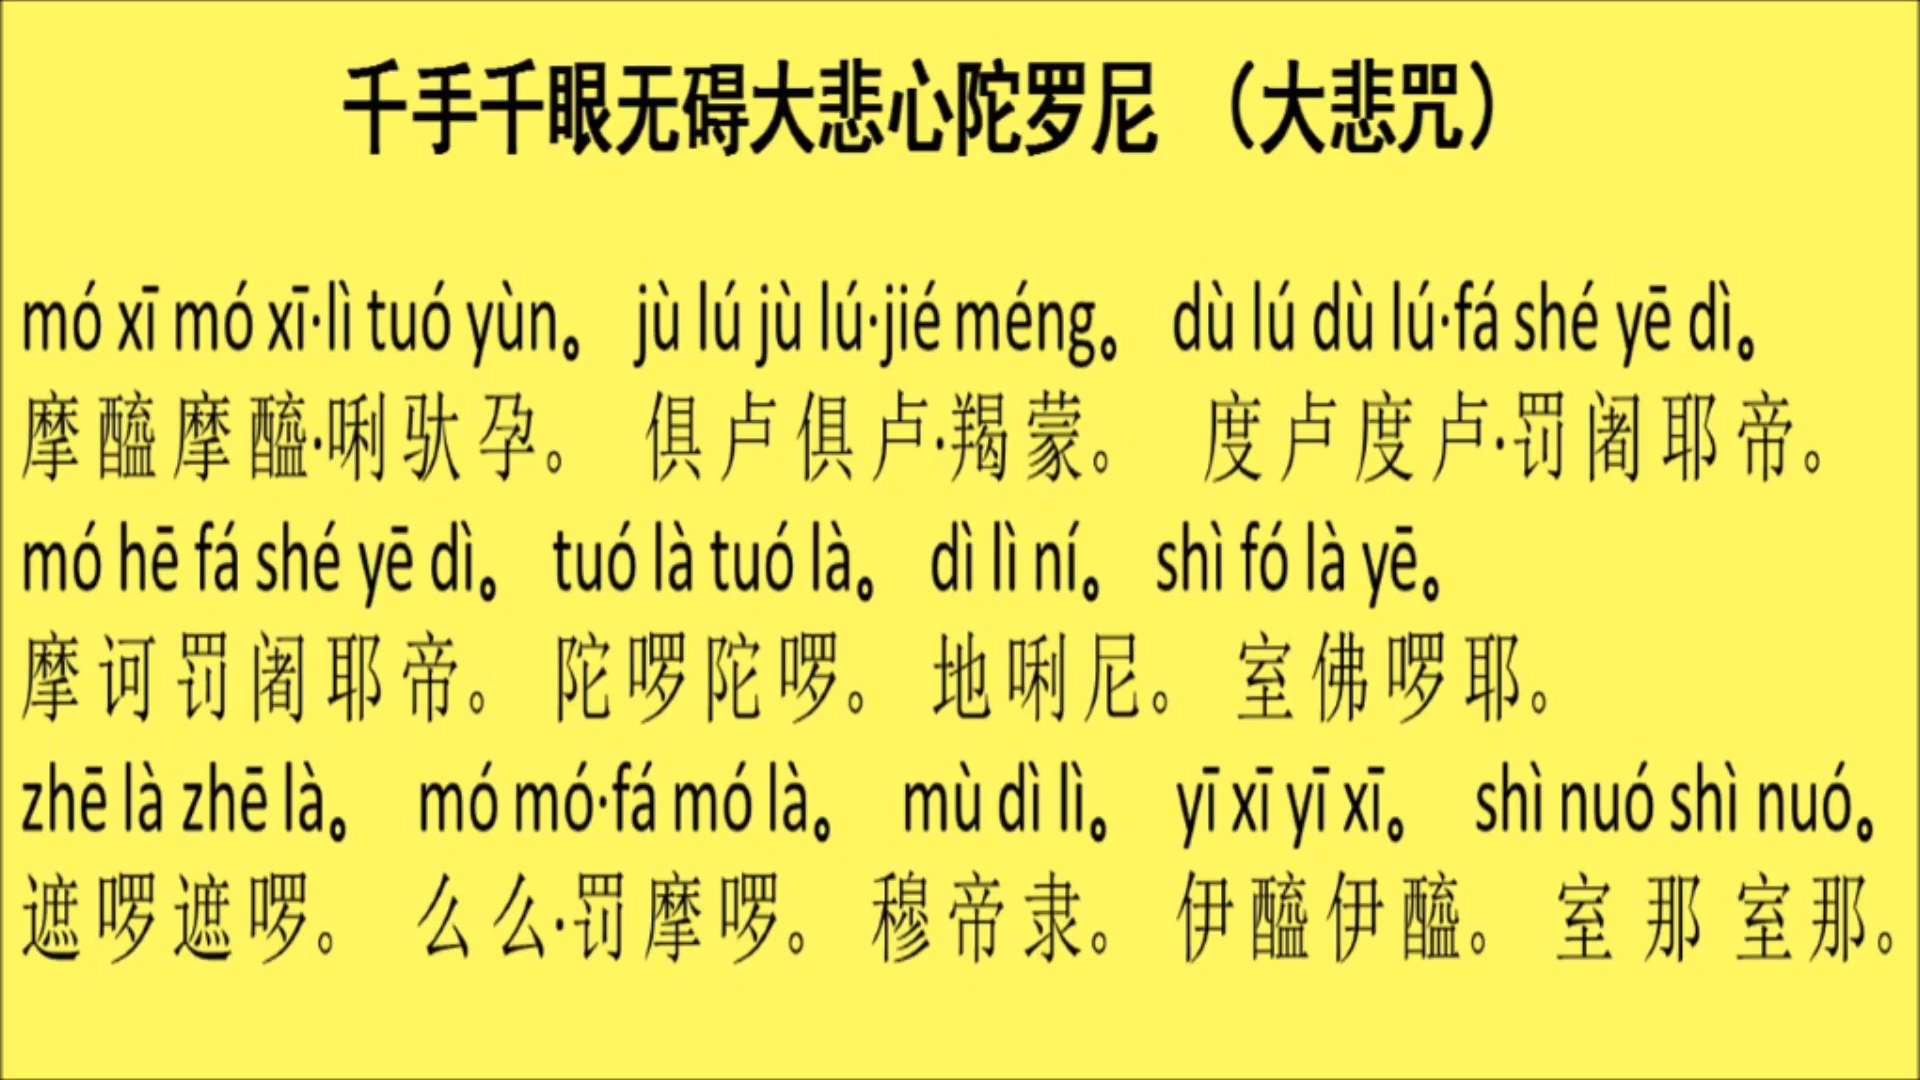 千手千眼无碍大悲心陀罗尼 （大悲咒）
mó xī mó xī·lì tuó yùn。 jù lú jù lú·jié méng。 dù lú dù lú·fá shé yē dì。
摩醯摩醯·唎驮孕。 俱卢俱卢·羯蒙。 度卢度卢·罚阇耶帝。
mó hē fá shé yē dì。 tuó là tuó là。 dì lì ní。 shì fó là yē。
摩诃罚阇耶帝。 陀啰陀啰。 地唎尼。 室佛啰耶。
zhē là zhē là。 mó mó·fá mó là。 mù dì lì。 yī xī yī xī。 shì nuó shì nuó。
遮啰遮啰。 么么·罚摩啰。 穆帝隶。 伊醯伊醯。 室那室那。